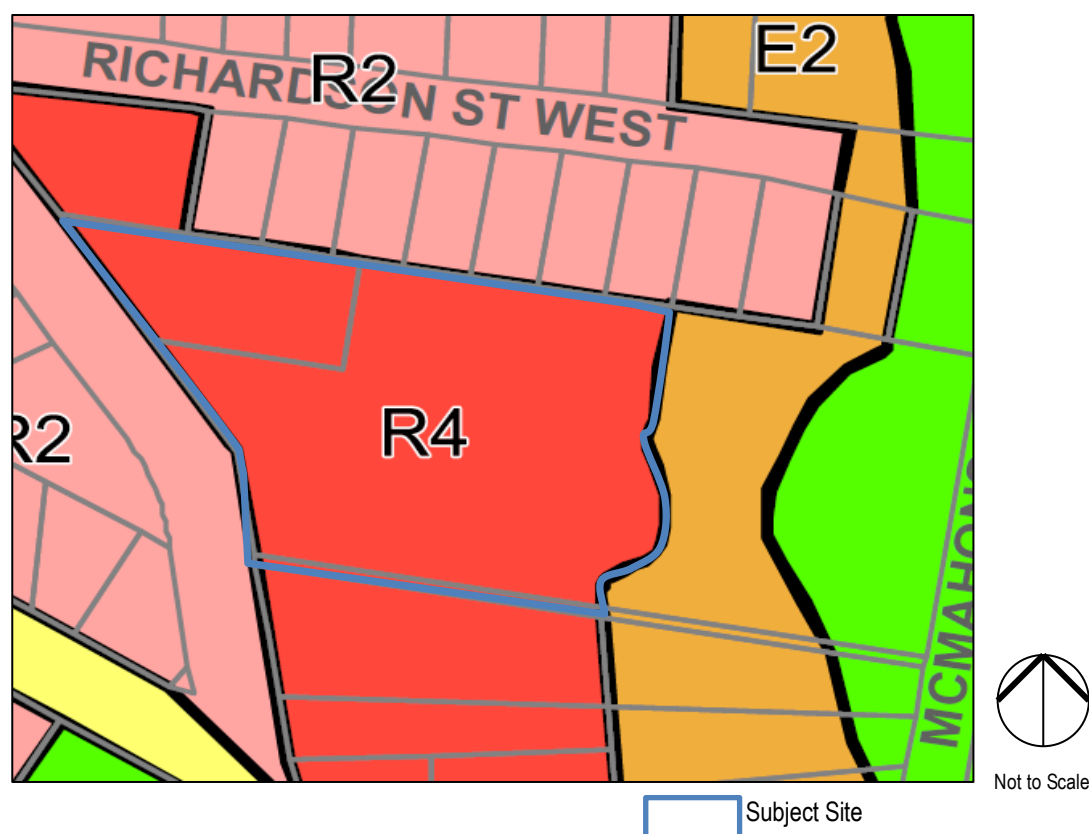 E2
R2
RICHARDSON ST WEST
R2
R4
MCMAHONS
Not to Scale
Subject Site